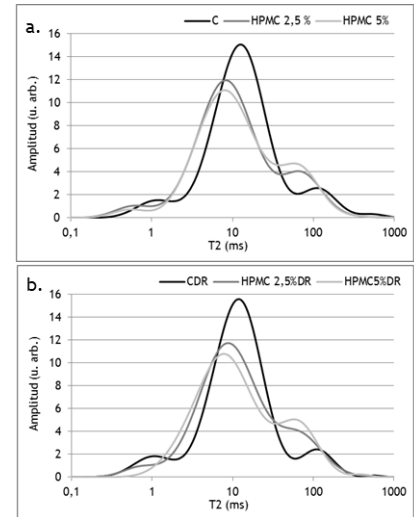 a.
C HPMC 2,5 % HPMC 5%
Amplitud (u. arb.)
16
14
12
10
8
6
4
2
0
0,1 1 10 100 1000
T2 (ms)
b.
CDR HPMC 2,5%DR HPMC5%DR
Amplitud (u. arb.)
16
14
12
10
8
6
4
2
0
0,1 1 10 100 1000
T2 (ms)